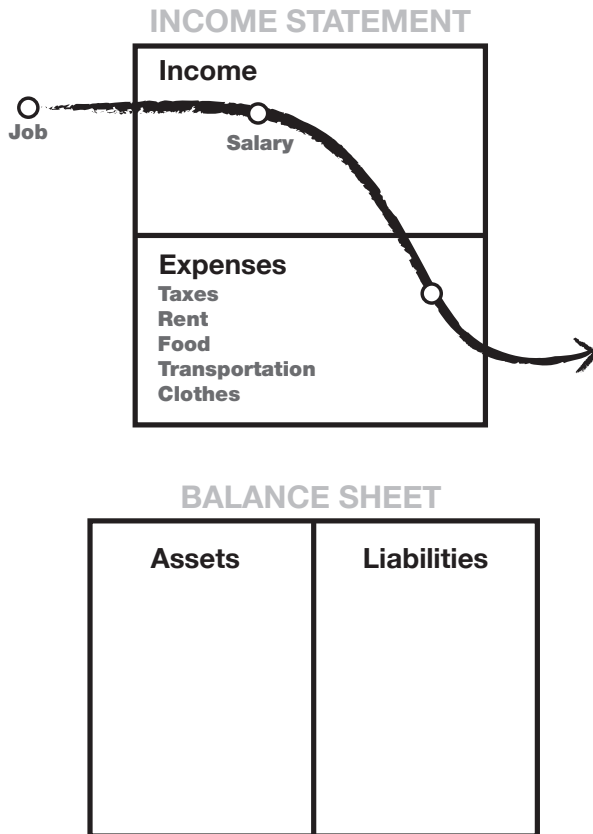 INCOME STATEMENT
Income
Job
Salary
Expenses
Taxes
Rent
Food
Transportation
Clothes
BALANCE SHEET
Assets
Liabilities